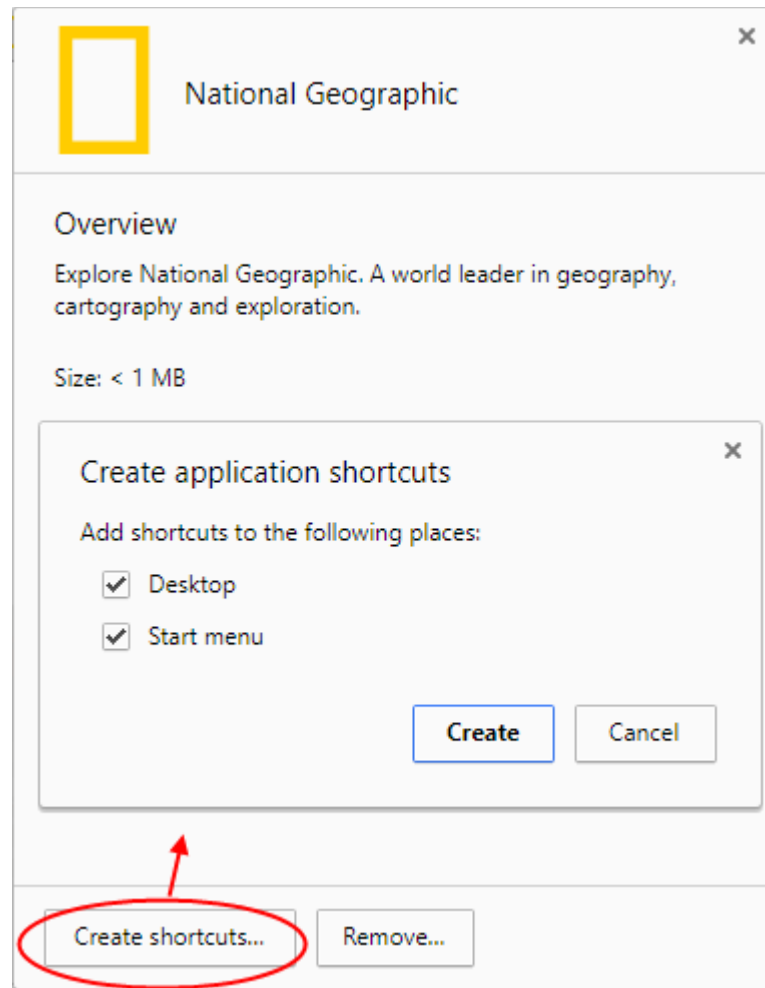 National Geographic
Overview
Explore National Geographic. A world leader in geography,
cartography and exploration.
Size: < 1 MB
Create application shortcuts
Add shortcuts to the following places:
Desktop
Start menu
Create Cancel
Create shortcuts... Remove...